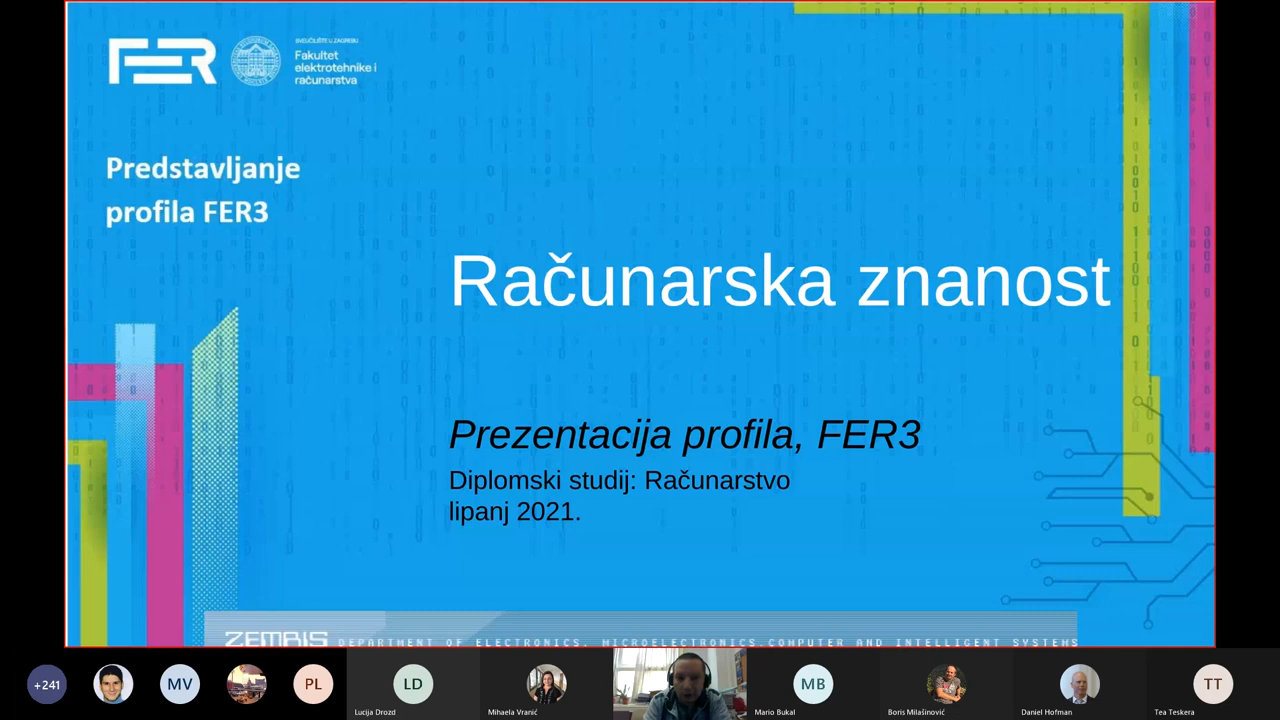 FER
SVEUČILIŠTE U ZAGREBU
Fakultet
elektrotehnike i
računarstva
Predstavljanje
profila FER3
Računarska znanost
Prezentacija profila, FER3
Diplomski studij: Računarstvo
lipanj 2021.
ZEMRIS DEPARTMENT OF ELECTRONICS, MICROELECTRONICS, COMPUTER AND INTELLIGENT SYSTEMS
+241
MV
PL
LD
MB
TT
Lucija Drozd
Mihaela Vranić
Mario Bukal
Boris Milašinović
Daniel Hofman
Tea Teskera